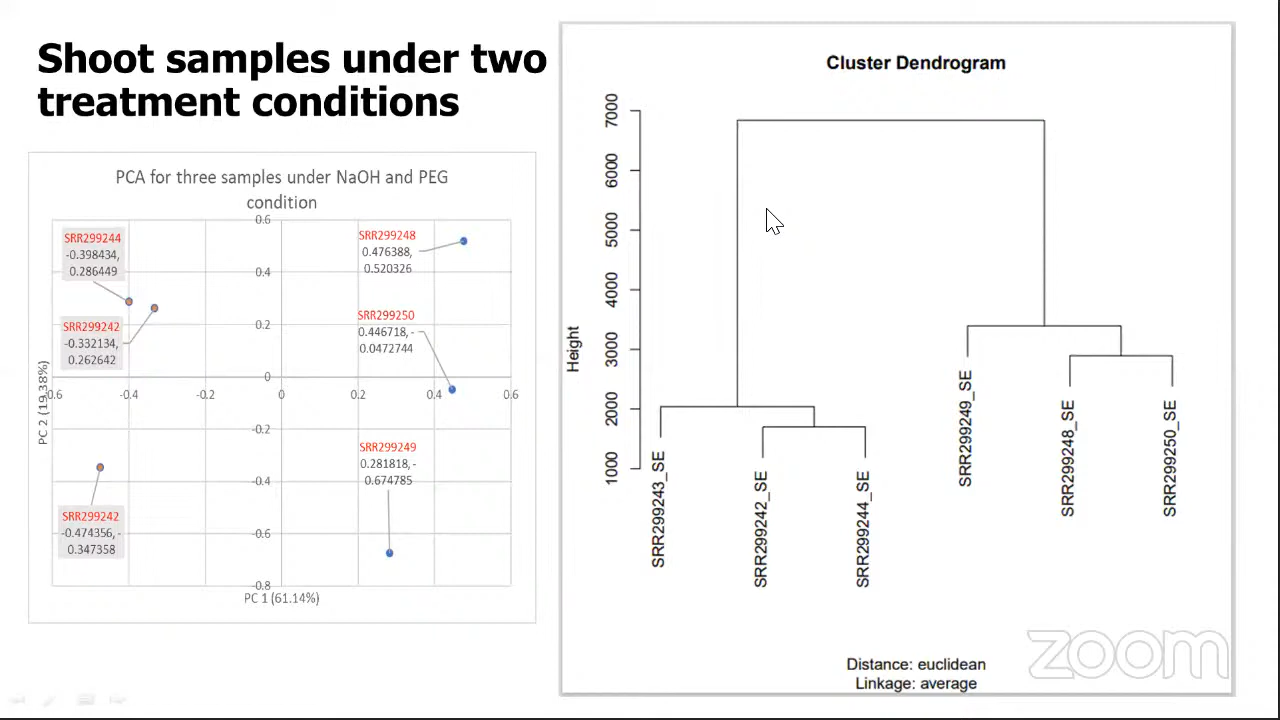 Shoot samples under two
treatment conditions
PCA for three samples under NaOH and PEG
condition
0.6
0.4
0.2
0
-0.2
-0.4
-0.6
-0.8
-0.6
-0.4
-0.2
0
0.2
0.4
0.6
SRR299244
-0.398434,
0.286449
SRR299242
-0.332134,
0.262642
SRR299242
-0.474356,-
0.347358
SRR299248
0.476388,
0.520326
SRR299250
0.446718,-
0.0472744
SRR299249
0.281818,-
0.674785
PC 2 (19.38%)
PC 1 (61.14%)
Cluster Dendrogram
Height
7000
6000
5000
4000
3000
2000
1000
SRR299243_SE
SRR299242_SE
SRR299244_SE
SRR299249_SE
SRR299248_SE
SRR299250_SE
Distance: euclidean
Linkage: average
zoom